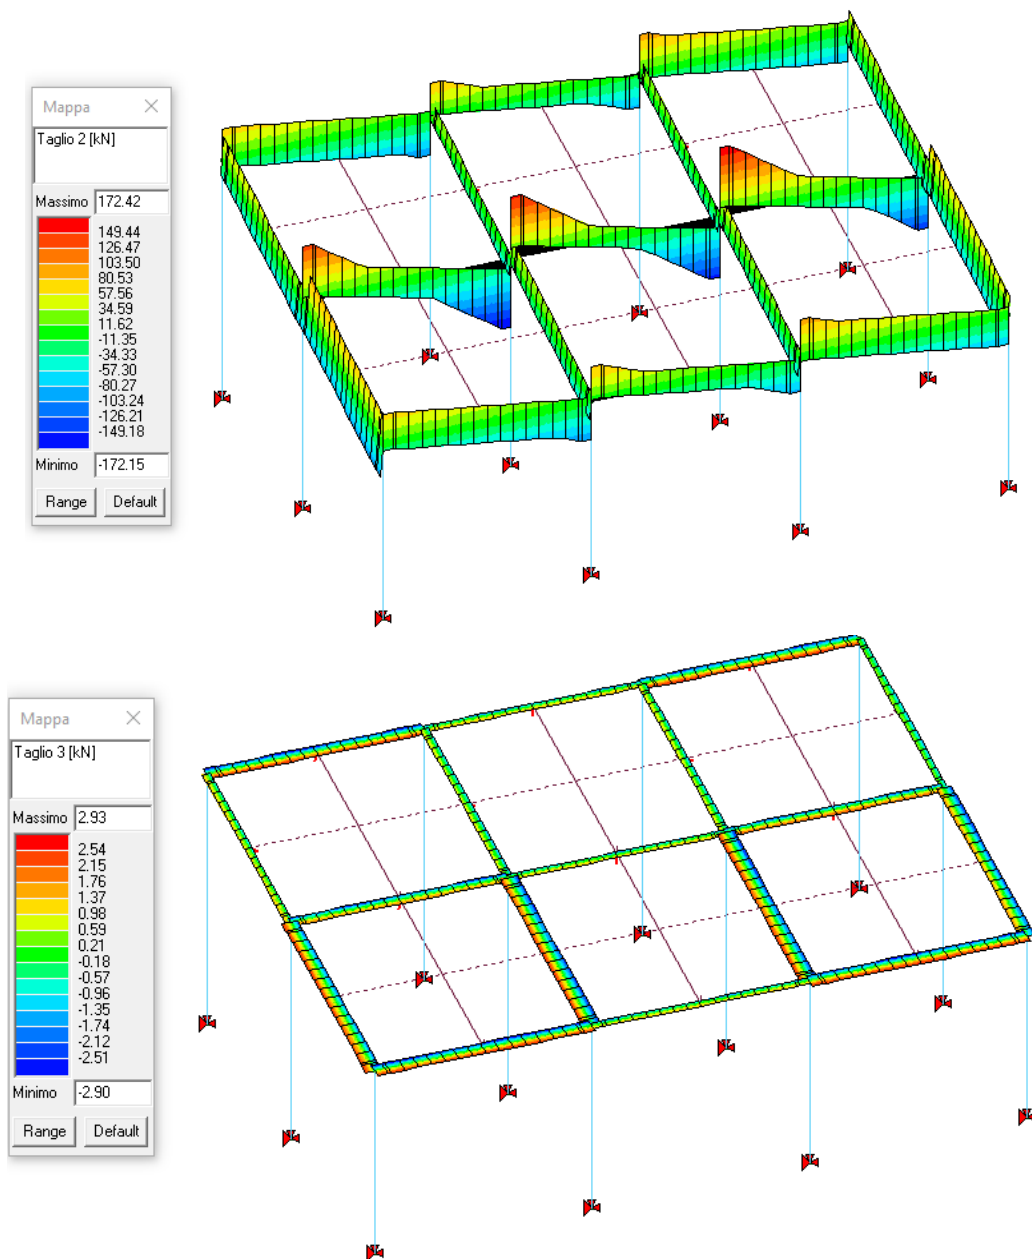 Mappa
Taglio 2 [kN]
Massimo 172.42
149.44
126.47
103.50
80.53
57.56
34.59
11.62
-11.35
-34.33
-57.30
-80.27
-103.24
-126.21
-149.18
Minimo -172.15
Range Default
Mappa
Taglio 3 [kN]
Massimo 2.93
2.54
2.15
1.76
1.37
0.98
0.59
0.21
-0.18
-0.57
-0.96
-1.35
-1.74
-2.12
-2.51
Minimo -2.90
Range Default